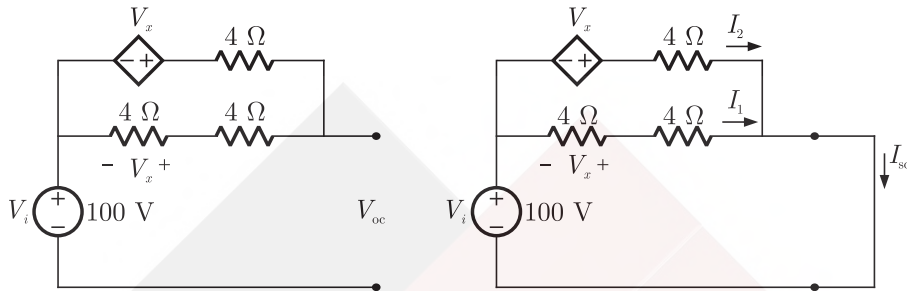 V_x
4 Ω
4 Ω 4 Ω
− V_x +
V_i + − 100 V
V_oc
V_x
4 Ω
I_2
4 Ω 4 Ω
I_1
− V_x +
I_sc
V_i + − 100 V